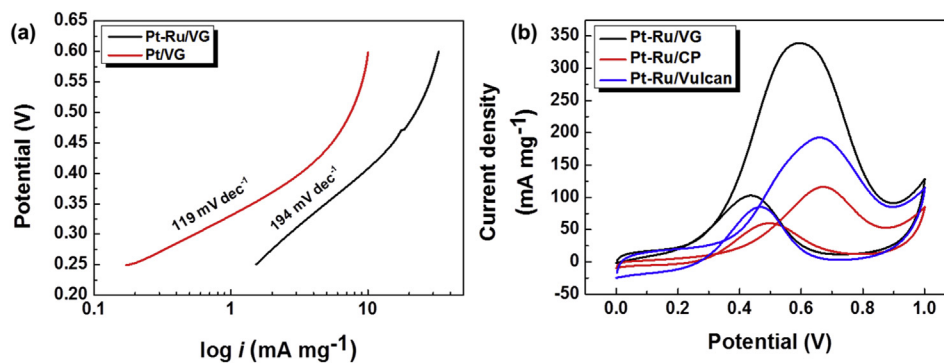 (a)
Pt-Ru/VG
Pt/VG
0.65
0.60
0.55
0.50
0.45
0.40
0.35
0.30
0.25
0.20
Potential (V)
119 mV dec⁻¹
194 mV dec⁻¹
0.1 1 10
log i (mA mg⁻¹)
(b)
Pt-Ru/VG
Pt-Ru/CP
Pt-Ru/Vulcan
350
300
250
200
150
100
50
0
-50
Current density
(mA mg⁻¹)
0.0 0.2 0.4 0.6 0.8 1.0
Potential (V)